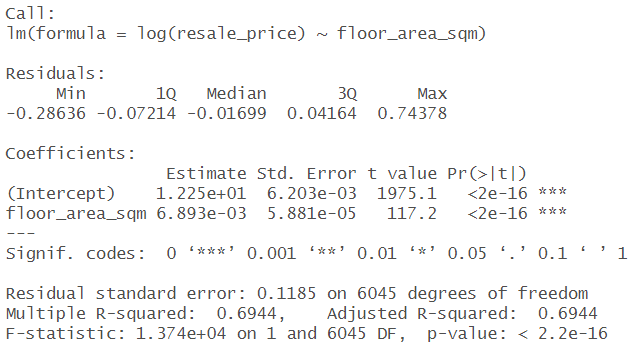 Call:
lm(formula = log(resale_price) ~ floor_area_sqm)
Residuals:
     Min       1Q   Median       3Q      Max
-0.28636 -0.07214 -0.01699  0.04164  0.74378
Coefficients:
                Estimate Std. Error t value Pr(>|t|)
(Intercept)    1.225e+01  6.203e-03  1975.1   <2e-16 ***
floor_area_sqm 6.893e-03  5.881e-05   117.2   <2e-16 ***
---
Signif. codes:  0 ‘***’ 0.001 ‘**’ 0.01 ‘*’ 0.05 ‘.’ 0.1 ‘ ’ 1
Residual standard error: 0.1185 on 6045 degrees of freedom
Multiple R-squared:  0.6944,    Adjusted R-squared:  0.6944
F-statistic: 1.374e+04 on 1 and 6045 DF,  p-value: < 2.2e-16